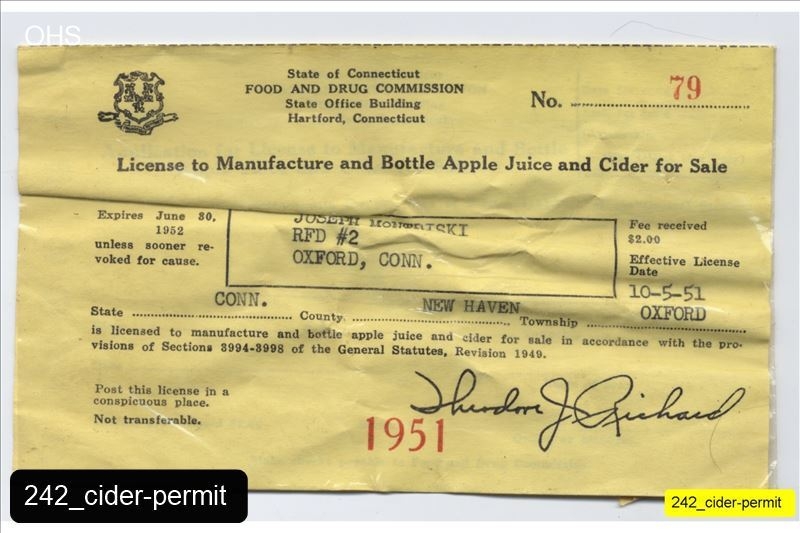 OHS
State of Connecticut
FOOD AND DRUG COMMISSION
State Office Building
Hartford, Connecticut
No. 79
License to Manufacture and Bottle Apple Juice and Cider for Sale
Expires June 30,
1952
unless sooner re-
voked for cause.
JOSEPH
RFD #2
OXFORD, CONN.
Fee received
$2.00
Effective License
Date
10-5-51
State CONN. County NEW HAVEN Township OXFORD
is licensed to manufacture and bottle apple juice and cider for sale in accordance with the pro-
visions of Sections 3994-3998 of the General Statutes, Revision 1949.
Post this license in a
conspicuous place.
Not transferable.
1951
Theodore J. Richard
242_cider-permit
242_cider-permit